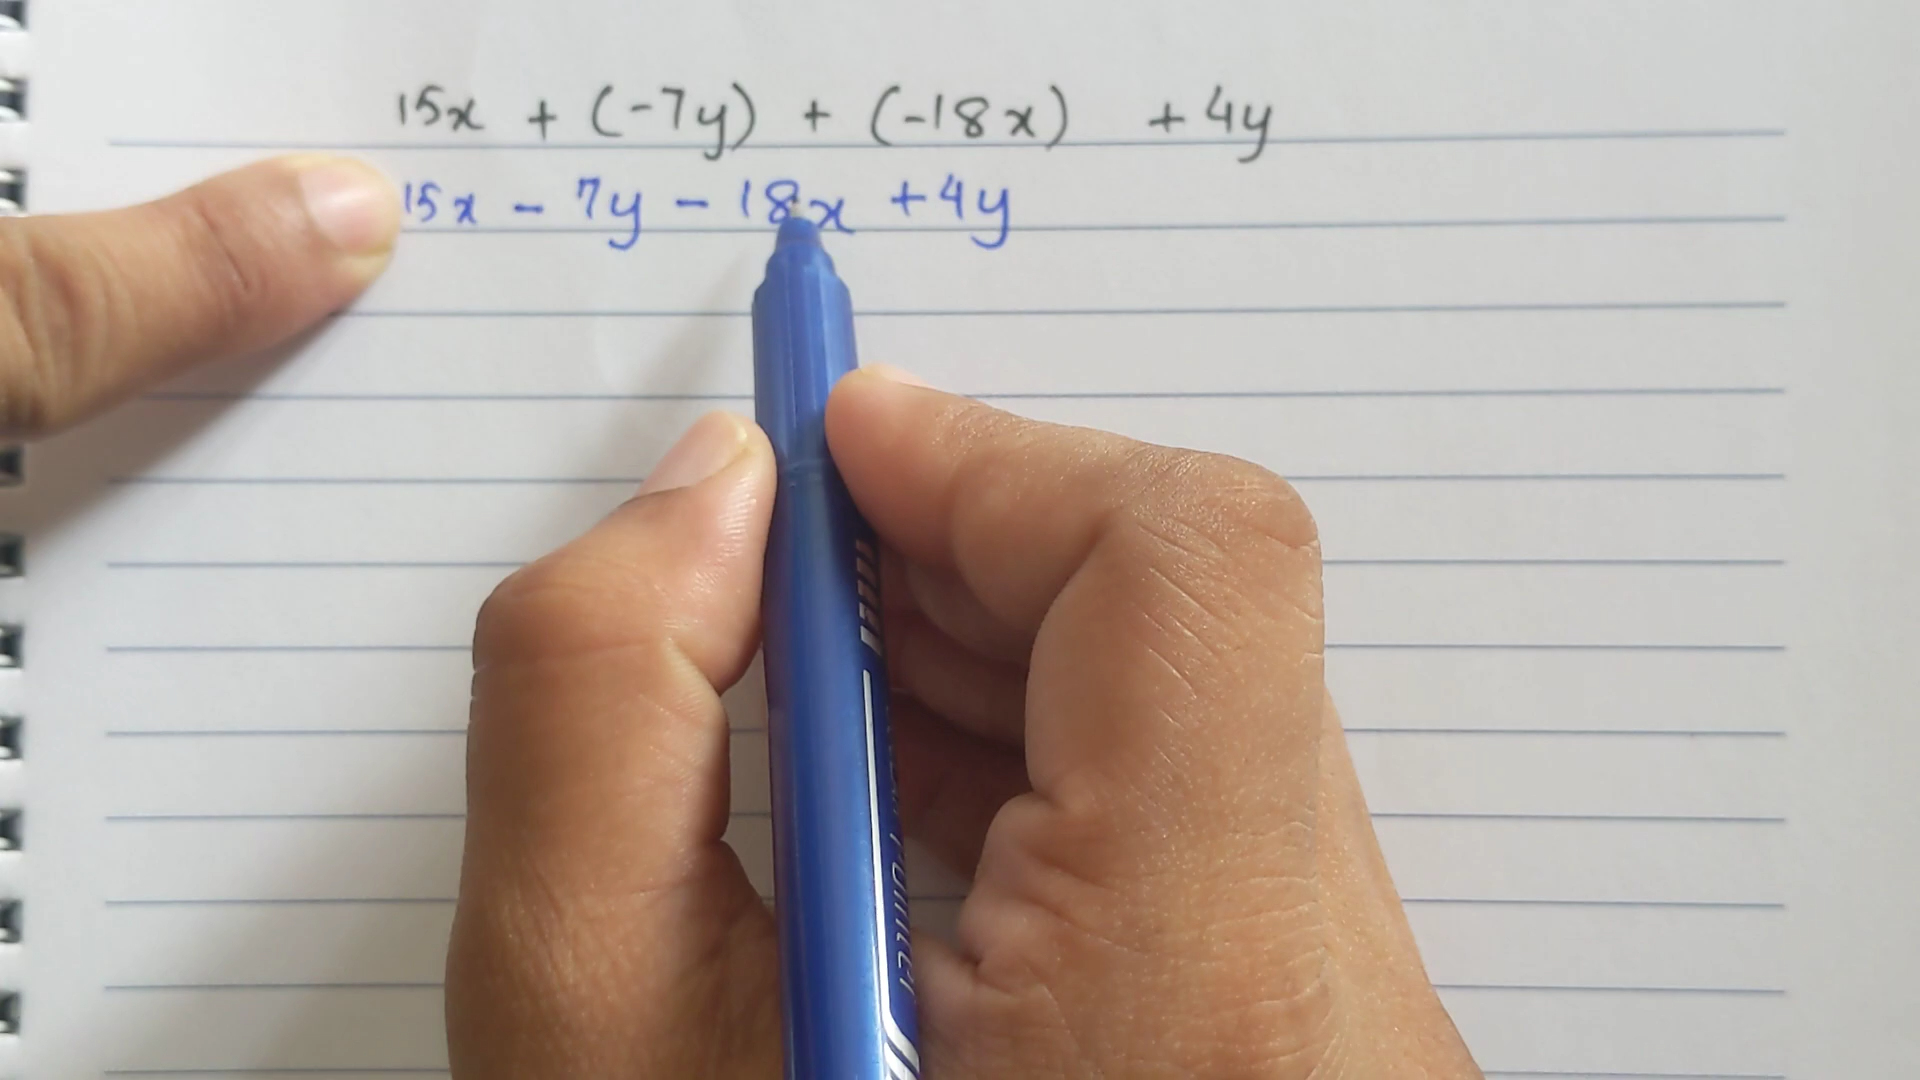 15x + (-7y) + (-18x) + 4y
15x - 7y - 18x + 4y